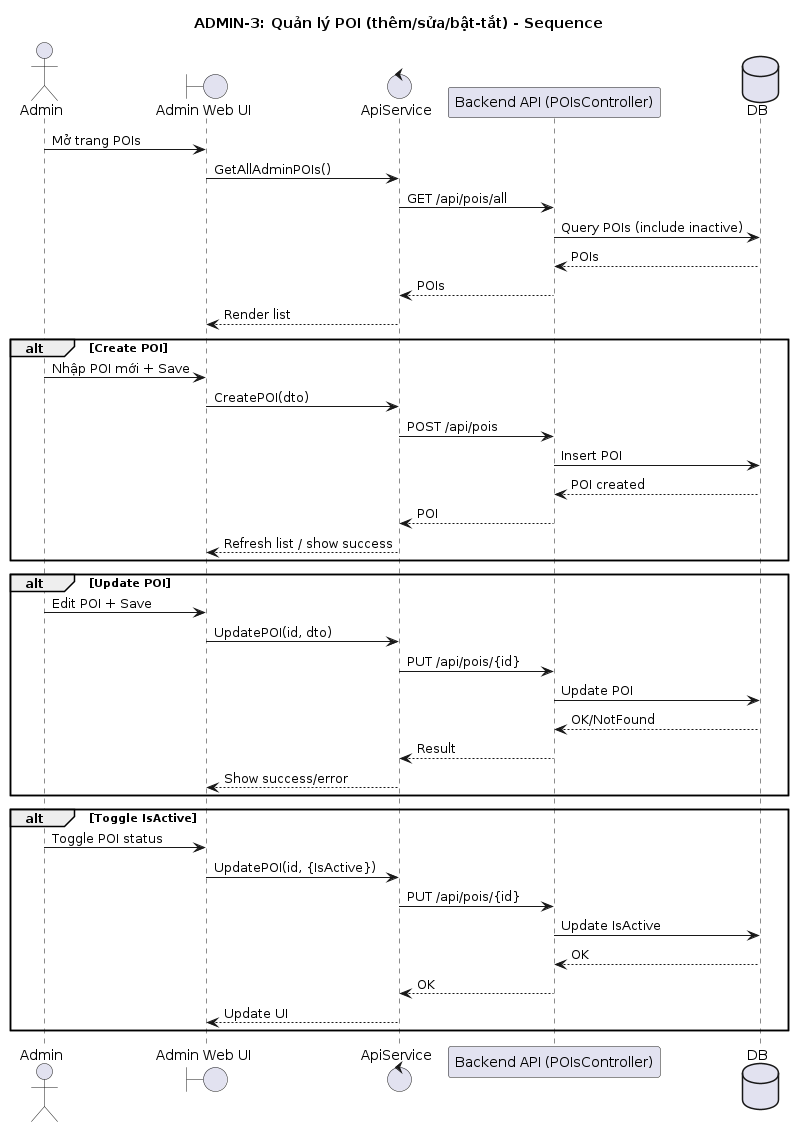 ADMIN-3: Quản lý POI (thêm/sửa/bật-tắt) - Sequence
Admin
Admin Web UI
ApiService
Backend API (POIsController)
DB
Mở trang POIs
GetAllAdminPOIs()
GET /api/pois/all
Query POIs (include inactive)
POIs
POIs
Render list
alt [Create POI]
Nhập POI mới + Save
CreatePOI(dto)
POST /api/pois
Insert POI
POI created
POI
Refresh list / show success
alt [Update POI]
Edit POI + Save
UpdatePOI(id, dto)
PUT /api/pois/{id}
Update POI
OK/NotFound
Result
Show success/error
alt [Toggle IsActive]
Toggle POI status
UpdatePOI(id, {IsActive})
PUT /api/pois/{id}
Update IsActive
OK
OK
Update UI
Admin
Admin Web UI
ApiService
Backend API (POIsController)
DB